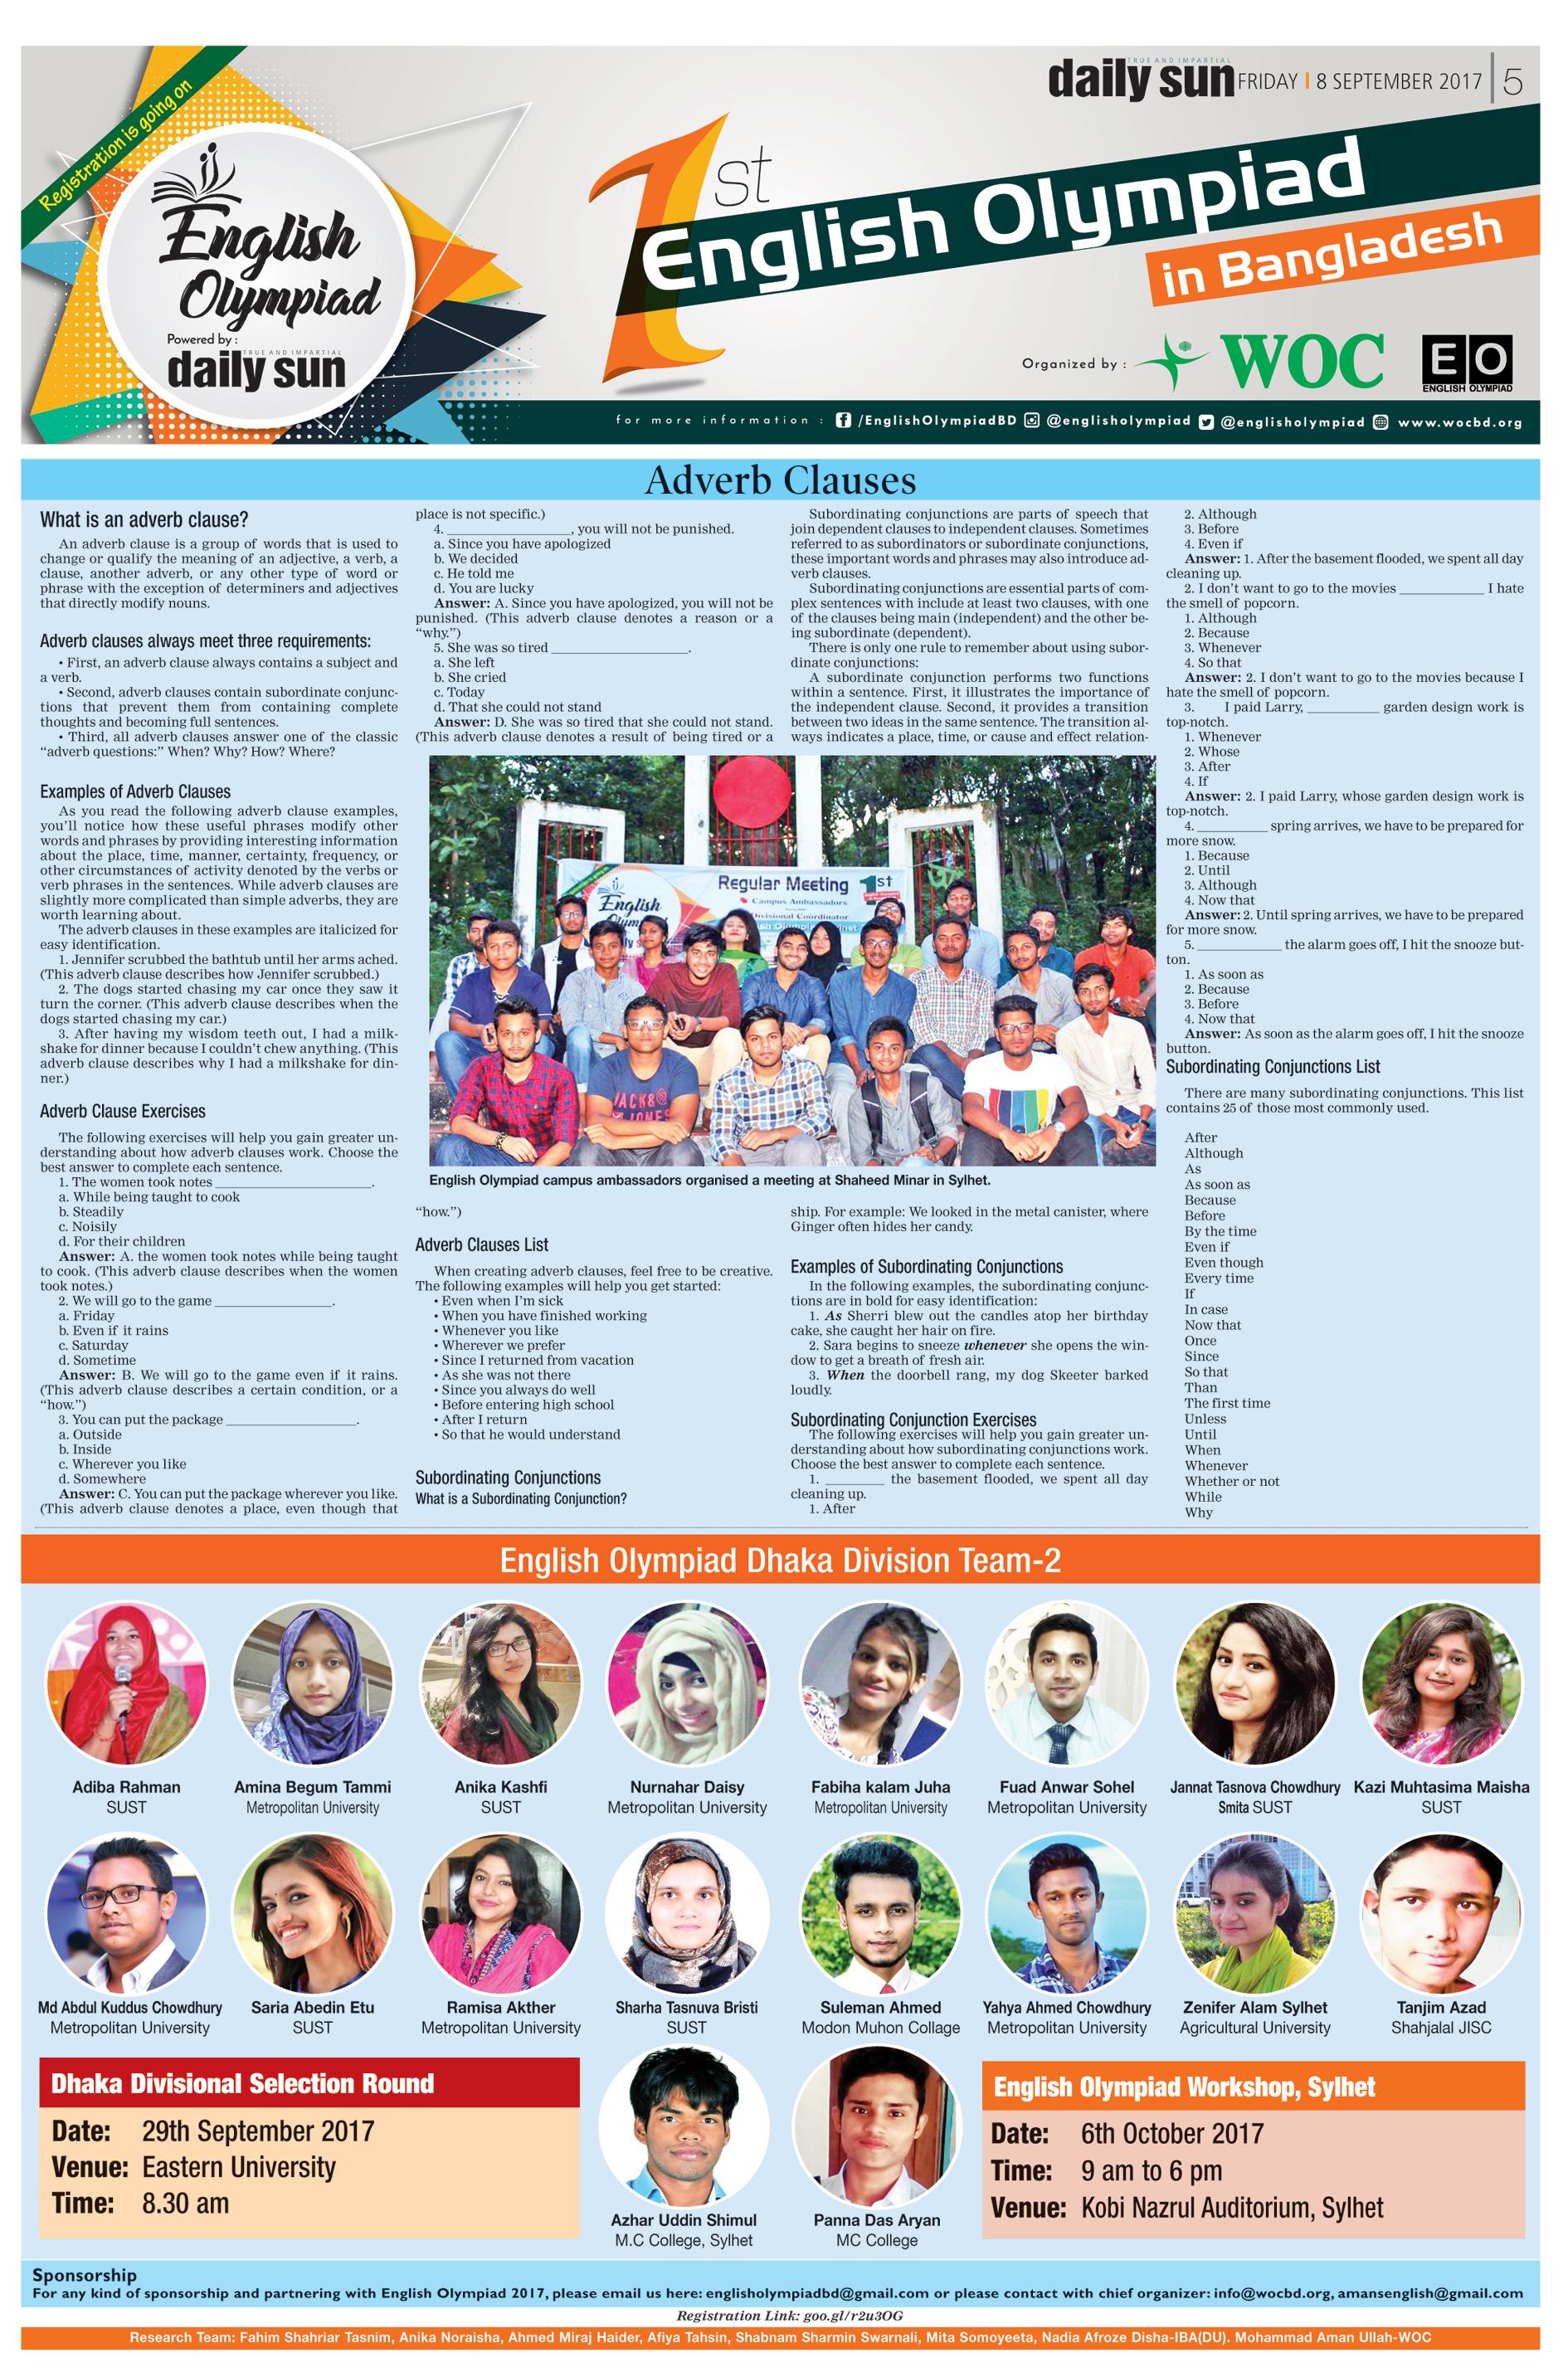 TRUE AND IMPARTIAL
daily sun FRIDAY | 8 SEPTEMBER 2017 | 5
Registration is going on
English
Olympiad
Powered by :
TRUE AND IMPARTIAL
daily sun
1st
English Olympiad
in Bangladesh
Organized by :
WOC
EO
ENGLISH OLYMPIAD
for more information : /EnglishOlympiadBD @englisholympiad @englisholympiad www.wocbd.org
Adverb Clauses
What is an adverb clause?
An adverb clause is a group of words that is used to
change or qualify the meaning of an adjective, a verb, a
clause, another adverb, or any other type of word or
phrase with the exception of determiners and adjectives
that directly modify nouns.
Adverb clauses always meet three requirements:
• First, an adverb clause always contains a subject and
a verb.
• Second, adverb clauses contain subordinate conjunc-
tions that prevent them from containing complete
thoughts and becoming full sentences.
• Third, all adverb clauses answer one of the classic
“adverb questions:” When? Why? How? Where?
Examples of Adverb Clauses
As you read the following adverb clause examples,
you’ll notice how these useful phrases modify other
words and phrases by providing interesting information
about the place, time, manner, certainty, frequency, or
other circumstances of activity denoted by the verbs or
verb phrases in the sentences. While adverb clauses are
slightly more complicated than simple adverbs, they are
worth learning about.
The adverb clauses in these examples are italicized for
easy identification.
1. Jennifer scrubbed the bathtub until her arms ached.
(This adverb clause describes how Jennifer scrubbed.)
2. The dogs started chasing my car once they saw it
turn the corner. (This adverb clause describes when the
dogs started chasing my car.)
3. After having my wisdom teeth out, I had a milk-
shake for dinner because I couldn’t chew anything. (This
adverb clause describes why I had a milkshake for din-
ner.)
Adverb Clause Exercises
The following exercises will help you gain greater un-
derstanding about how adverb clauses work. Choose the
best answer to complete each sentence.
1. The women took notes ______________________.
a. While being taught to cook
b. Steadily
c. Noisily
d. For their children
Answer: A. the women took notes while being taught
to cook. (This adverb clause describes when the women
took notes.)
2. We will go to the game _________________.
a. Friday
b. Even if it rains
c. Saturday
d. Sometime
Answer: B. We will go to the game even if it rains.
(This adverb clause describes a certain condition, or a
“how.”)
3. You can put the package ___________________.
a. Outside
b. Inside
c. Wherever you like
d. Somewhere
Answer: C. You can put the package wherever you like.
(This adverb clause denotes a place, even though that
place is not specific.)
4. __________________, you will not be punished.
a. Since you have apologized
b. We decided
c. He told me
d. You are lucky
Answer: A. Since you have apologized, you will not be
punished. (This adverb clause denotes a reason or a
“why.”)
5. She was so tired ____________________.
a. She left
b. She cried
c. Today
d. That she could not stand
Answer: D. She was so tired that she could not stand.
(This adverb clause denotes a result of being tired or a
“how.”)
Adverb Clauses List
When creating adverb clauses, feel free to be creative.
The following examples will help you get started:
• Even when I’m sick
• When you have finished working
• Whenever you like
• Wherever we prefer
• Since I returned from vacation
• As she was not there
• Since you always do well
• Before entering high school
• After I return
• So that he would understand
Subordinating Conjunctions
What is a Subordinating Conjunction?
Subordinating conjunctions are parts of speech that
join dependent clauses to independent clauses. Sometimes
referred to as subordinators or subordinate conjunctions,
these important words and phrases may also introduce ad-
verb clauses.
Subordinating conjunctions are essential parts of com-
plex sentences with include at least two clauses, with one
of the clauses being main (independent) and the other be-
ing subordinate (dependent).
There is only one rule to remember about using subor-
dinate conjunctions:
A subordinate conjunction performs two functions
within a sentence. First, it illustrates the importance of
the independent clause. Second, it provides a transition
between two ideas in the same sentence. The transition al-
ways indicates a place, time, or cause and effect relation-
ship. For example: We looked in the metal canister, where
Ginger often hides her candy.
Examples of Subordinating Conjunctions
In the following examples, the subordinating conjunc-
tions are in bold for easy identification:
1. As Sherri blew out the candles atop her birthday
cake, she caught her hair on fire.
2. Sara begins to sneeze whenever she opens the win-
dow to get a breath of fresh air.
3. When the doorbell rang, my dog Skeeter barked
loudly.
Subordinating Conjunction Exercises
The following exercises will help you gain greater un-
derstanding about how subordinating conjunctions work.
Choose the best answer to complete each sentence.
1. ________ the basement flooded, we spent all day
cleaning up.
1. After
2. Although
3. Before
4. Even if
Answer: 1. After the basement flooded, we spent all day
cleaning up.
2. I don’t want to go to the movies ____________ I hate
the smell of popcorn.
1. Although
2. Because
3. Whenever
4. So that
Answer: 2. I don’t want to go to the movies because I
hate the smell of popcorn.
3. I paid Larry, __________ garden design work is
top-notch.
1. Whenever
2. Whose
3. After
4. If
Answer: 2. I paid Larry, whose garden design work is
top-notch.
4. __________ spring arrives, we have to be prepared for
more snow.
1. Because
2. Until
3. Although
4. Now that
Answer: 2. Until spring arrives, we have to be prepared
for more snow.
5. ____________ the alarm goes off, I hit the snooze but-
ton.
1. As soon as
2. Because
3. Before
4. Now that
Answer: As soon as the alarm goes off, I hit the snooze
button.
Subordinating Conjunctions List
There are many subordinating conjunctions. This list
contains 25 of those most commonly used.
After
Although
As
As soon as
Because
Before
By the time
Even if
Even though
Every time
If
In case
Now that
Once
Since
So that
Than
The first time
Unless
Until
When
Whenever
Whether or not
While
Why
English
Regular Meeting 1st
Campus Ambassadors
Divisional Coordinator
JACK&
JONES
English Olympiad campus ambassadors organised a meeting at Shaheed Minar in Sylhet.
English Olympiad Dhaka Division Team-2
Adiba Rahman
SUST
Amina Begum Tammi
Metropolitan University
Anika Kashfi
SUST
Nurnahar Daisy
Metropolitan University
Fabiha kalam Juha
Metropolitan University
Fuad Anwar Sohel
Metropolitan University
Jannat Tasnova Chowdhury
Smita SUST
Kazi Muhtasima Maisha
SUST
Md Abdul Kuddus Chowdhury
Metropolitan University
Saria Abedin Etu
SUST
Ramisa Akther
Metropolitan University
Sharha Tasnuva Bristi
SUST
Suleman Ahmed
Modon Muhon Collage
Yahya Ahmed Chowdhury
Metropolitan University
Zenifer Alam Sylhet
Agricultural University
Tanjim Azad
Shahjalal JISC
Dhaka Divisional Selection Round
Date: 29th September 2017
Venue: Eastern University
Time: 8.30 am
Azhar Uddin Shimul
M.C College, Sylhet
Panna Das Aryan
MC College
English Olympiad Workshop, Sylhet
Date: 6th October 2017
Time: 9 am to 6 pm
Venue: Kobi Nazrul Auditorium, Sylhet
Sponsorship
For any kind of sponsorship and partnering with English Olympiad 2017, please email us here: englisholympiadbd@gmail.com or please contact with chief organizer: info@wocbd.org, amansenglish@gmail.com
Registration Link: goo.gl/r2u3OG
Research Team: Fahim Shahriar Tasnim, Anika Noraisha, Ahmed Miraj Haider, Afiya Tahsin, Shabnam Sharmin Swarnali, Mita Somoyeeta, Nadia Afroze Disha-IBA(DU). Mohammad Aman Ullah-WOC